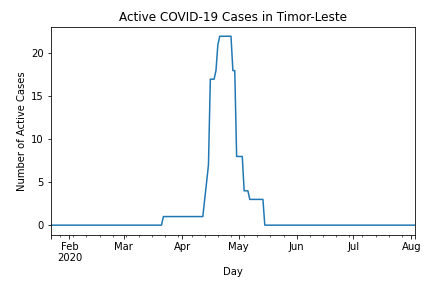 Active COVID-19 Cases in Timor-Leste
Number of Active Cases
20
15
10
5
0
Feb Mar Apr May Jun Jul Aug
2020
Day